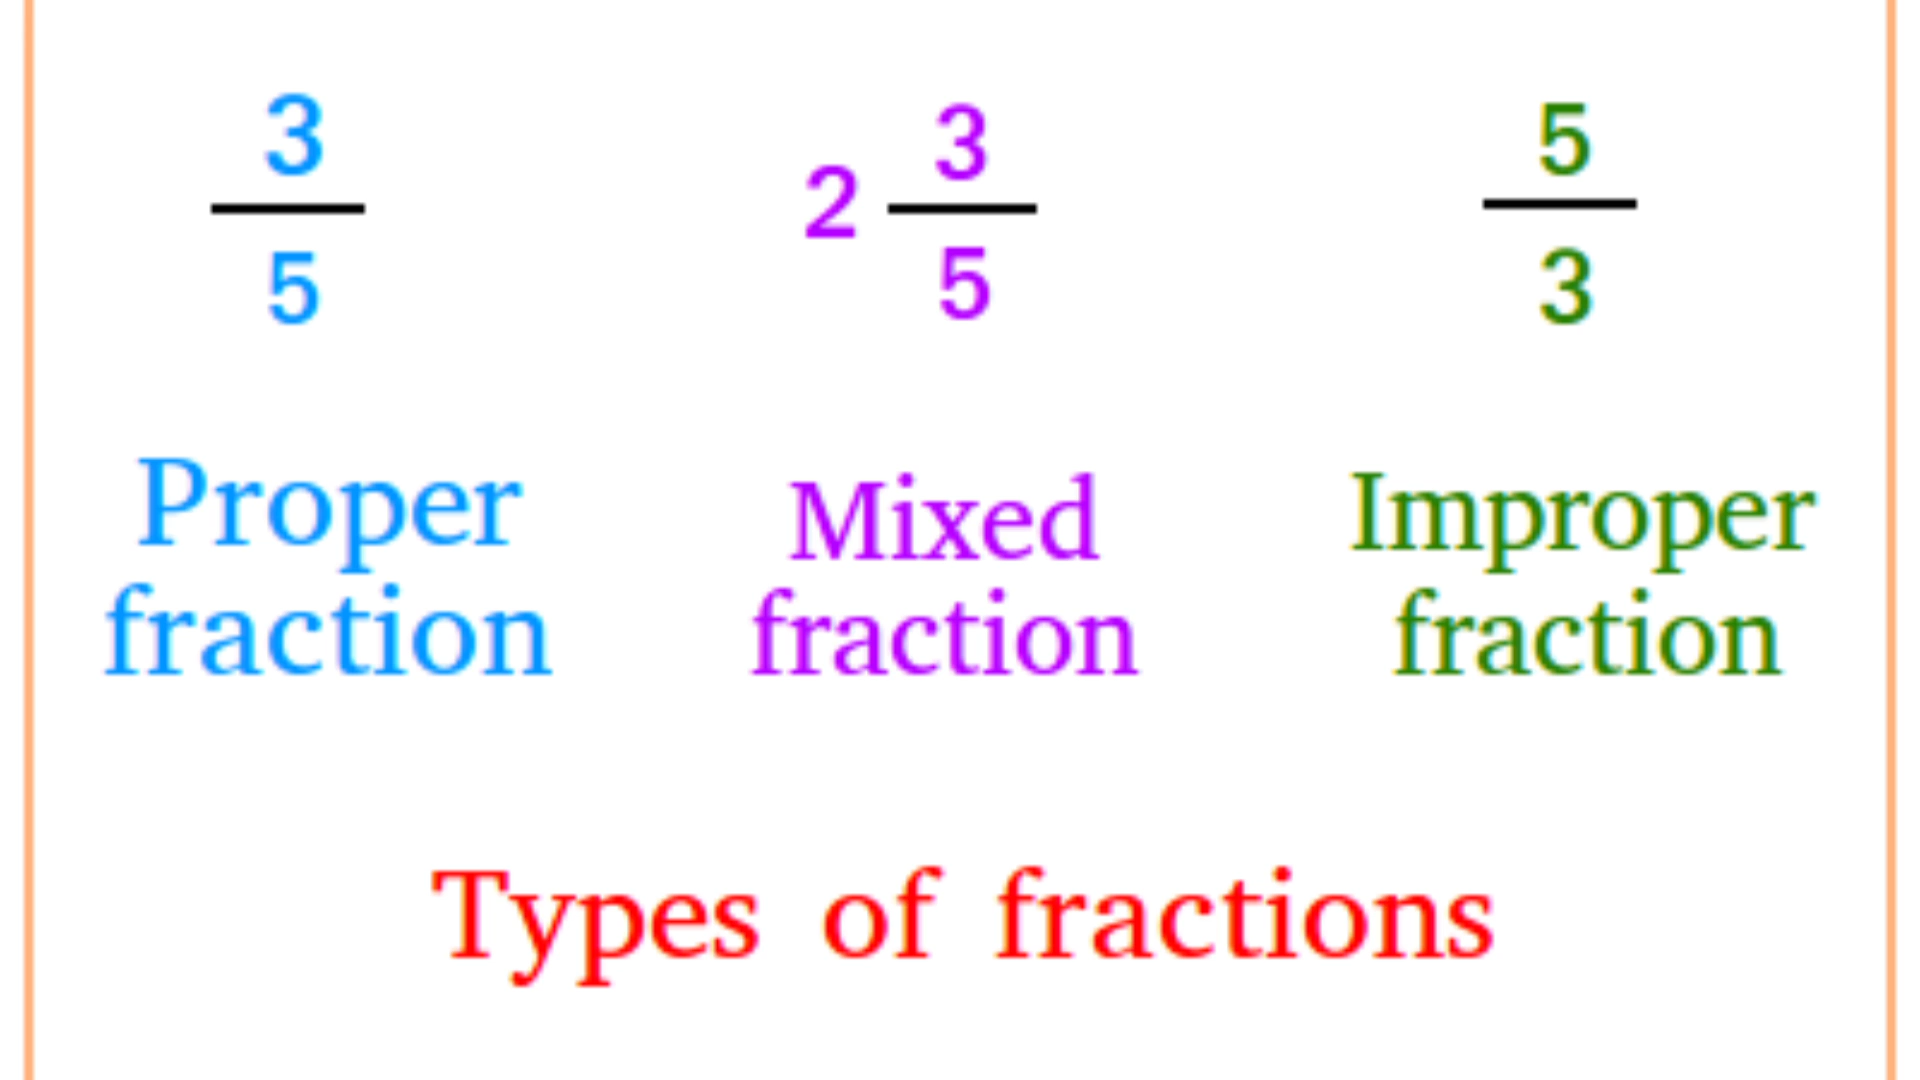 3 3 5
2
5 5 3
Proper Mixed Improper
fraction fraction fraction
Types of fractions